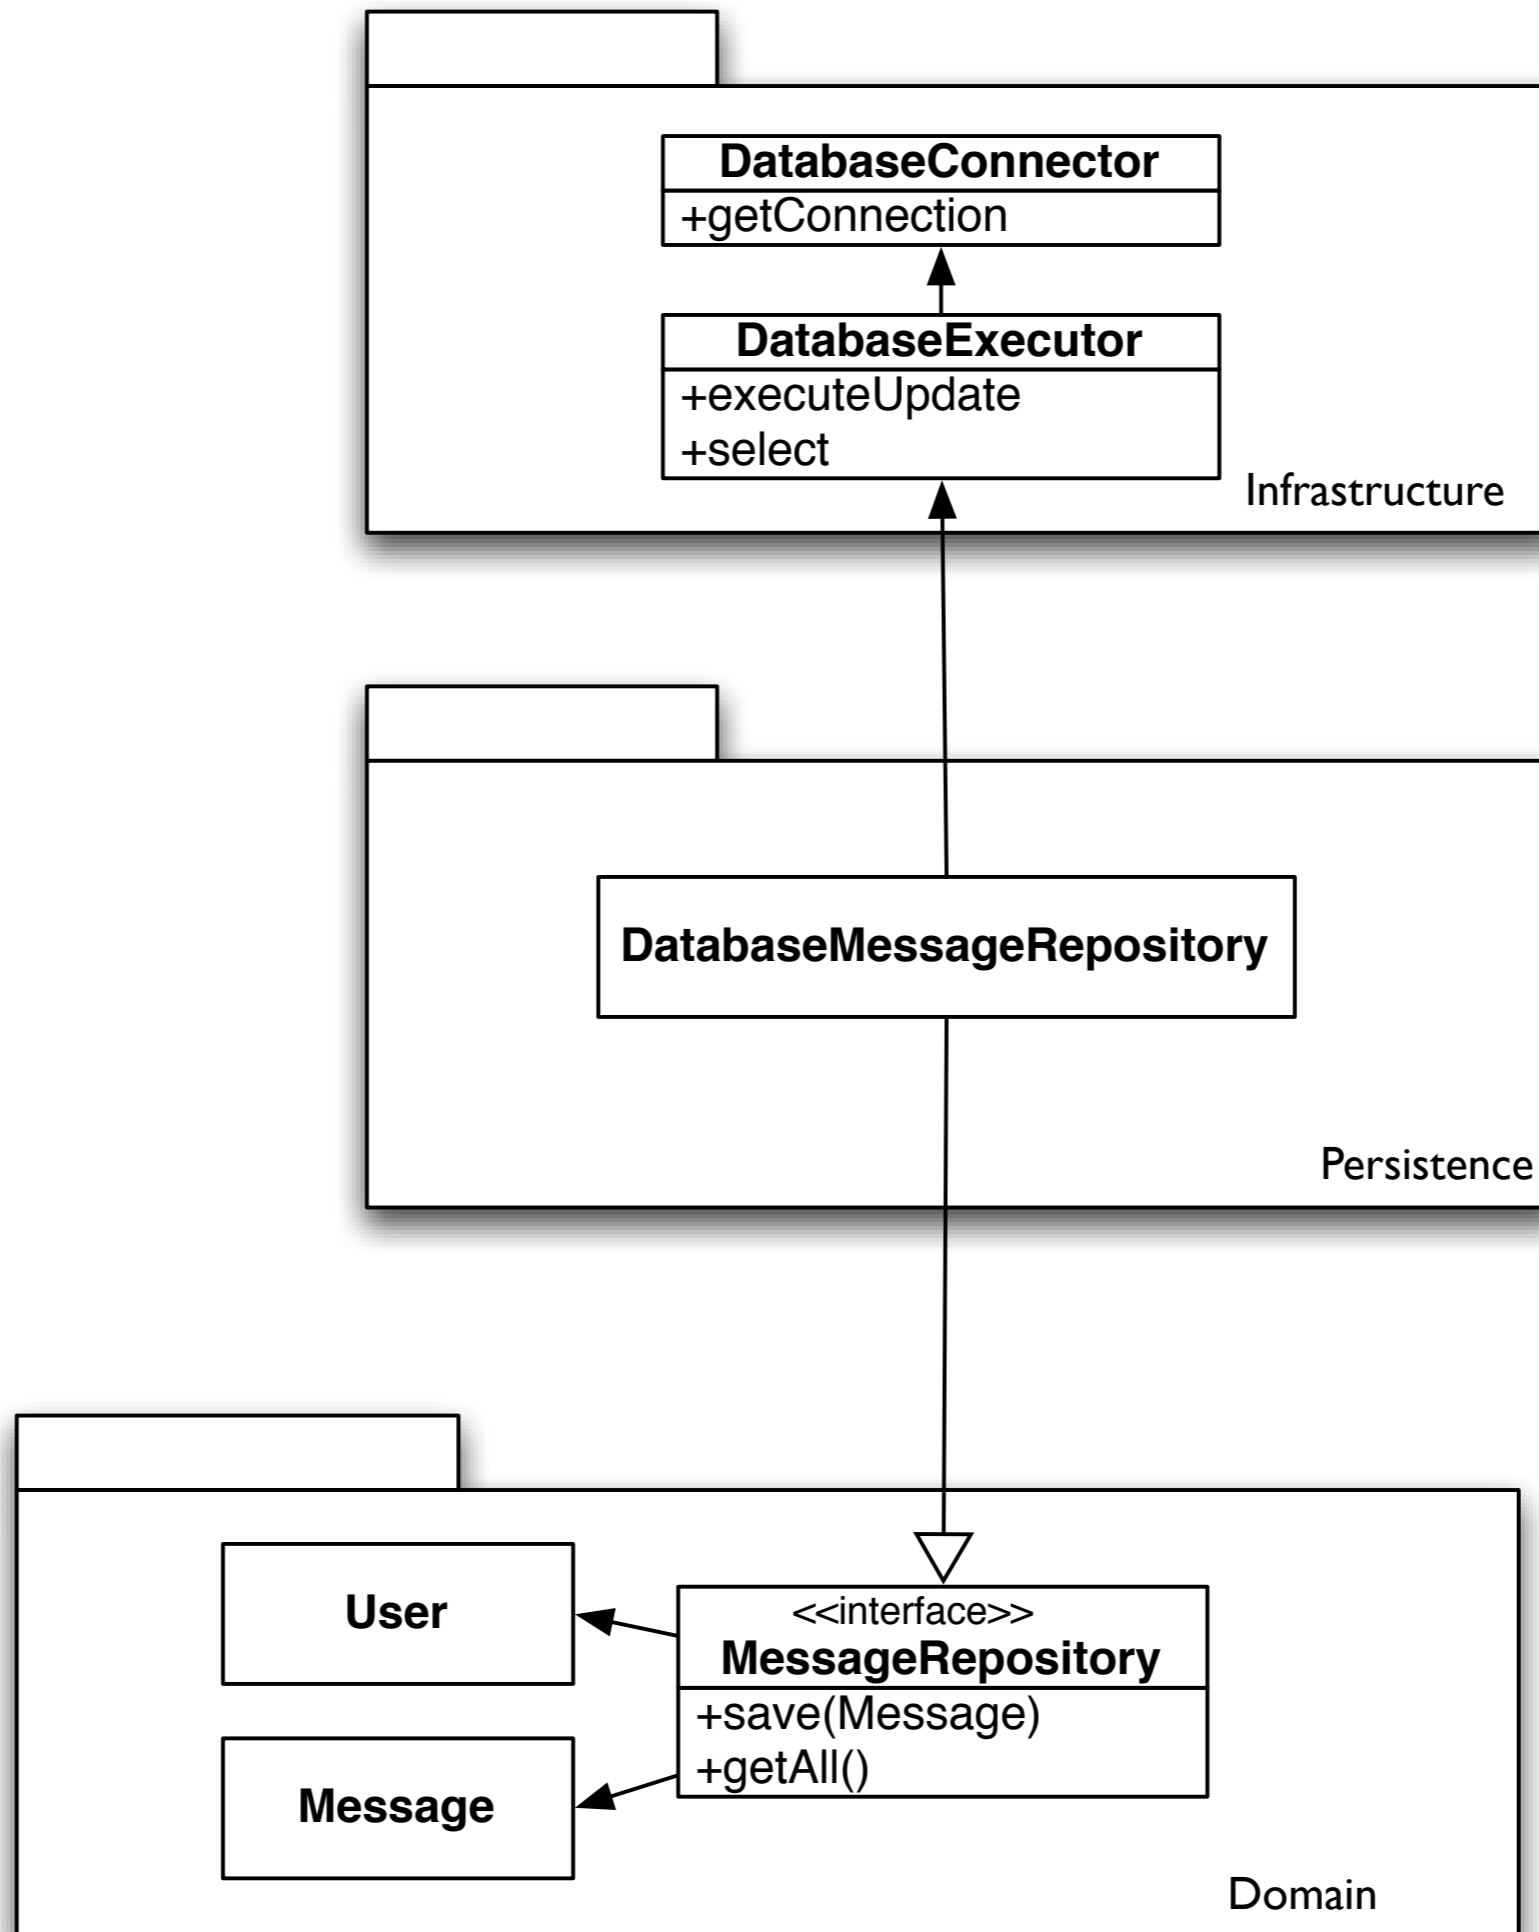 DatabaseConnector
+getConnection
DatabaseExecutor
+executeUpdate
+select
Infrastructure
DatabaseMessageRepository
Persistence
User
<<interface>>
MessageRepository
+save(Message)
+getAll()
Message
Domain